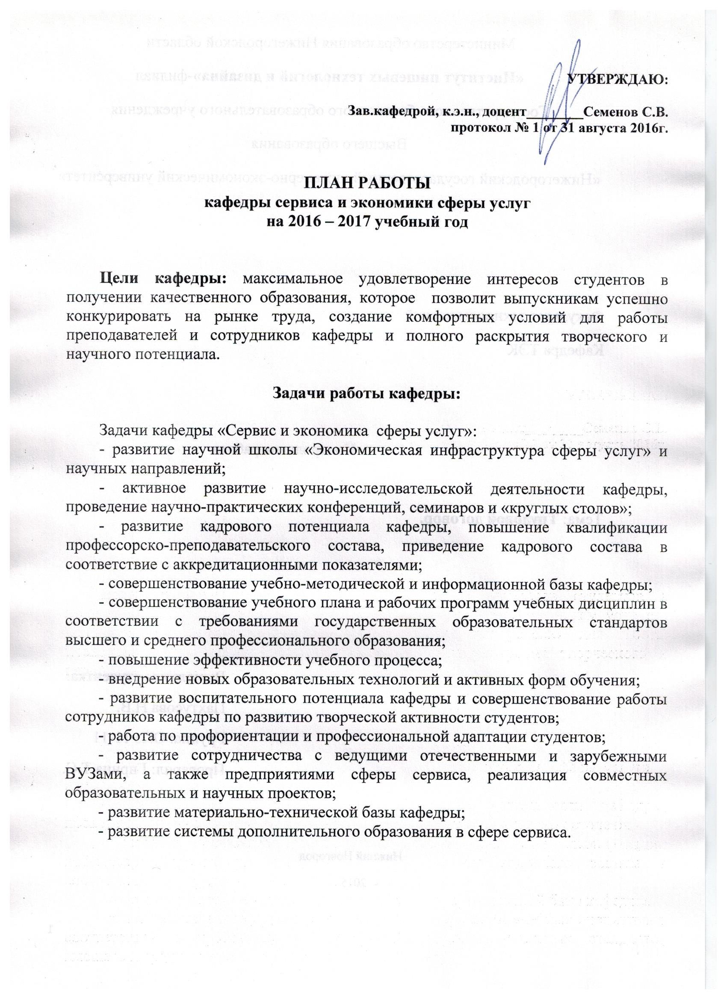 УТВЕРЖДАЮ:
Зав.кафедрой, к.э.н., доцент________Семенов С.В.
протокол № 1 от 31 августа 2016г.
ПЛАН РАБОТЫ
кафедры сервиса и экономики сферы услуг
на 2016 – 2017 учебный год
Цели кафедры: максимальное удовлетворение интересов студентов в
получении качественного образования, которое позволит выпускникам успешно
конкурировать на рынке труда, создание комфортных условий для работы
преподавателей и сотрудников кафедры и полного раскрытия творческого и
научного потенциала.
Задачи работы кафедры:
Задачи кафедры «Сервис и экономика сферы услуг»:
- развитие научной школы «Экономическая инфраструктура сферы услуг» и
научных направлений;
- активное развитие научно-исследовательской деятельности кафедры,
проведение научно-практических конференций, семинаров и «круглых столов»;
- развитие кадрового потенциала кафедры, повышение квалификации
профессорско-преподавательского состава, приведение кадрового состава в
соответствие с аккредитационными показателями;
- совершенствование учебно-методической и информационной базы кафедры;
- совершенствование учебного плана и рабочих программ учебных дисциплин в
соответствии с требованиями государственных образовательных стандартов
высшего и среднего профессионального образования;
- повышение эффективности учебного процесса;
- внедрение новых образовательных технологий и активных форм обучения;
- развитие воспитательного потенциала кафедры и совершенствование работы
сотрудников кафедры по развитию творческой активности студентов;
- работа по профориентации и профессиональной адаптации студентов;
- развитие сотрудничества с ведущими отечественными и зарубежными
ВУЗами, а также предприятиями сферы сервиса, реализация совместных
образовательных и научных проектов;
- развитие материально-технической базы кафедры;
- развитие системы дополнительного образования в сфере сервиса.